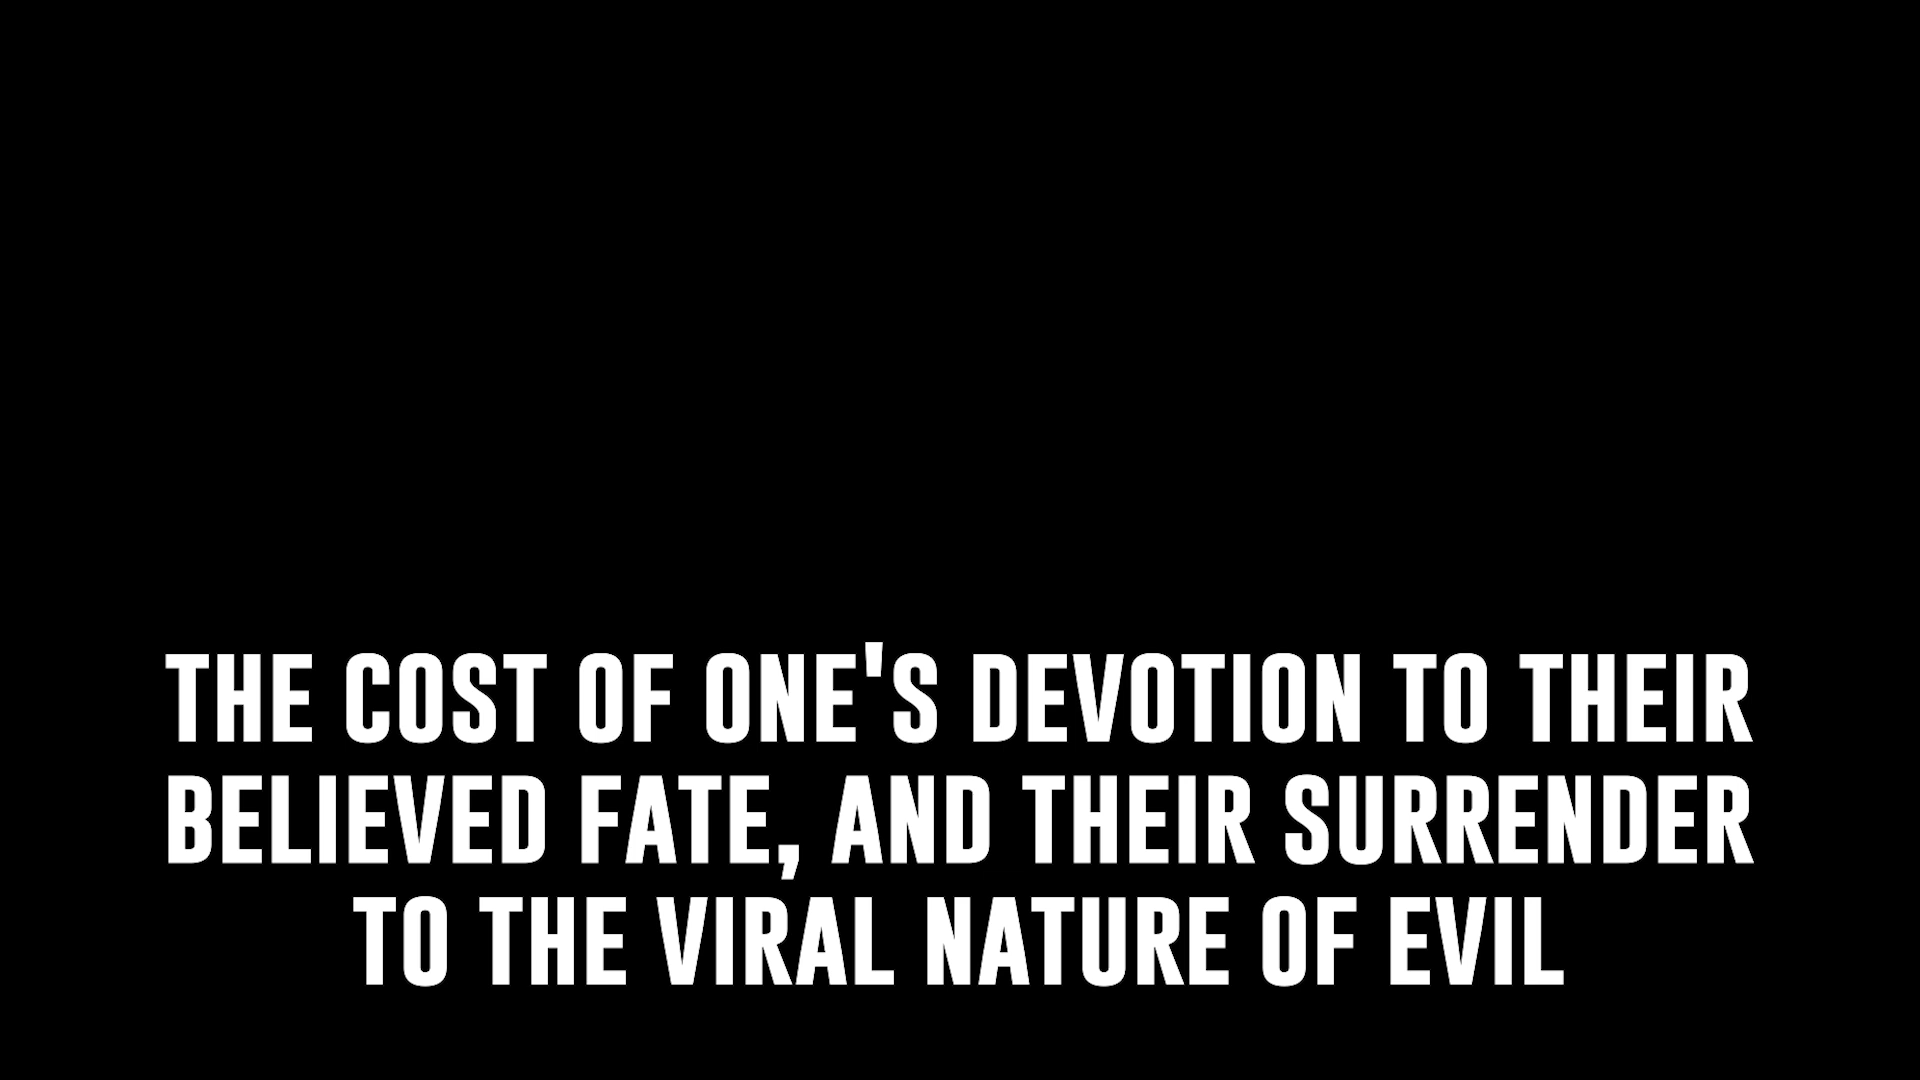 THE COST OF ONE'S DEVOTION TO THEIR
BELIEVED FATE, AND THEIR SURRENDER
TO THE VIRAL NATURE OF EVIL